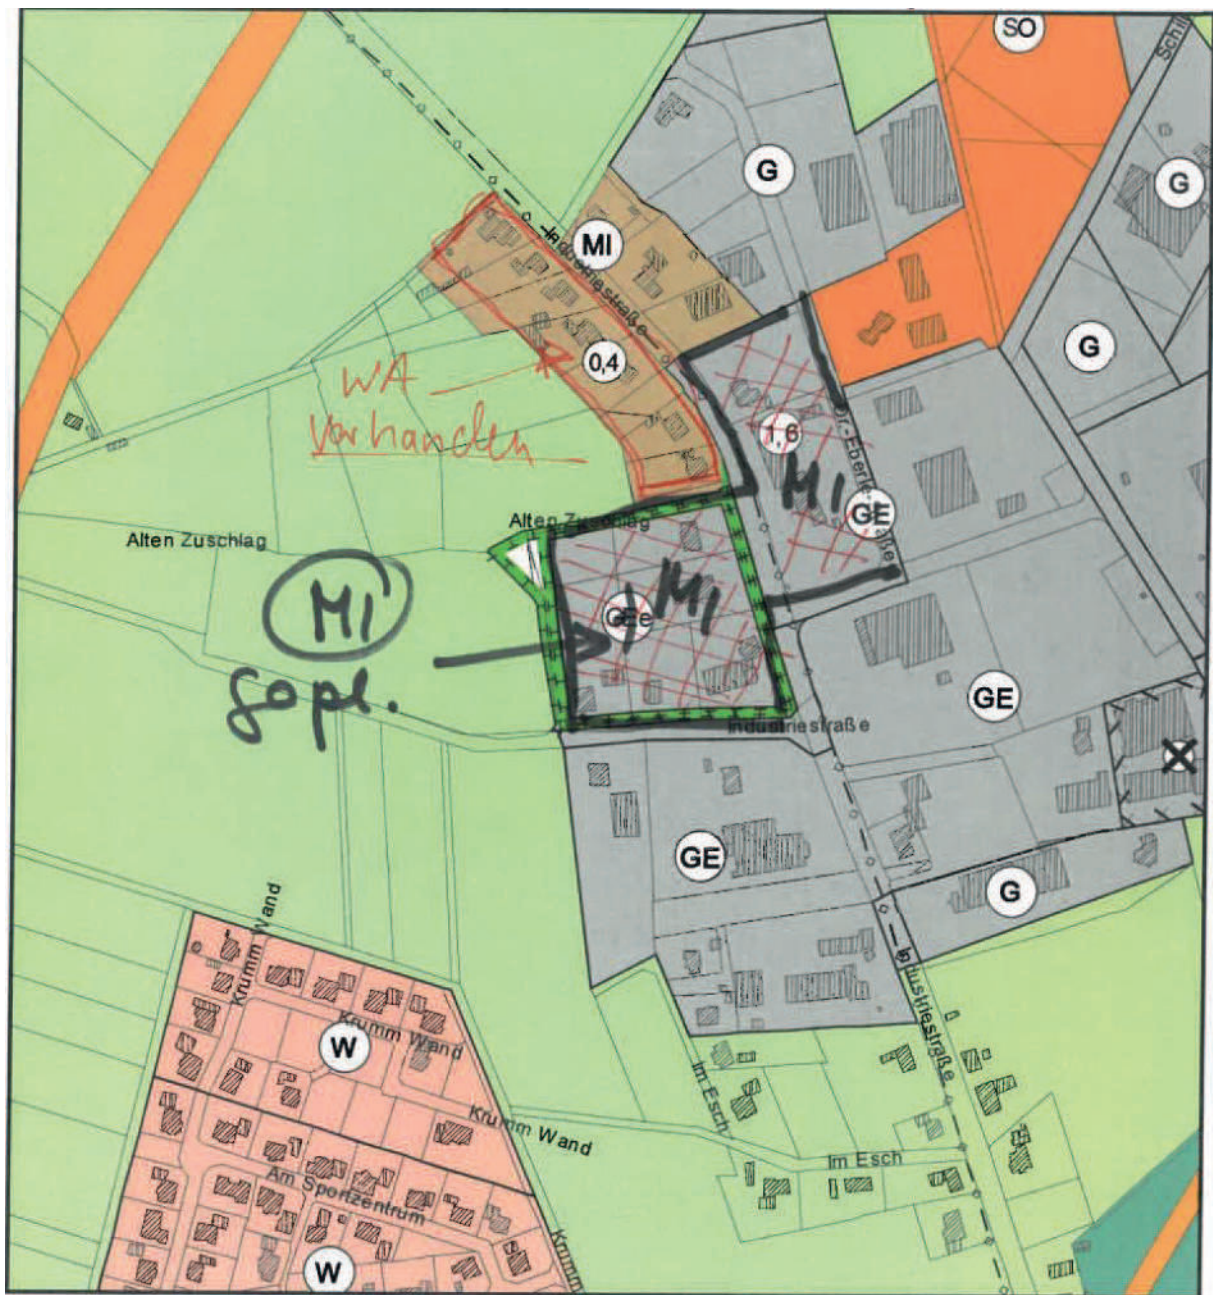 SO
Schil
G
G
MI
Industriestraße
G
0,4
WA
vorhanden
1,6
MI
Dr.-Eberle-Straße
GE
Alten Zuschlag
Alten Zuschlag
MI
gepl.
GEe
MI
GE
Industriestraße
GE
G
Krumm Wand
Industriestraße
W
Krumm Wand
Im Esch
Krumm Wand
Im Esch
Am Sportzentrum
Krumm
W